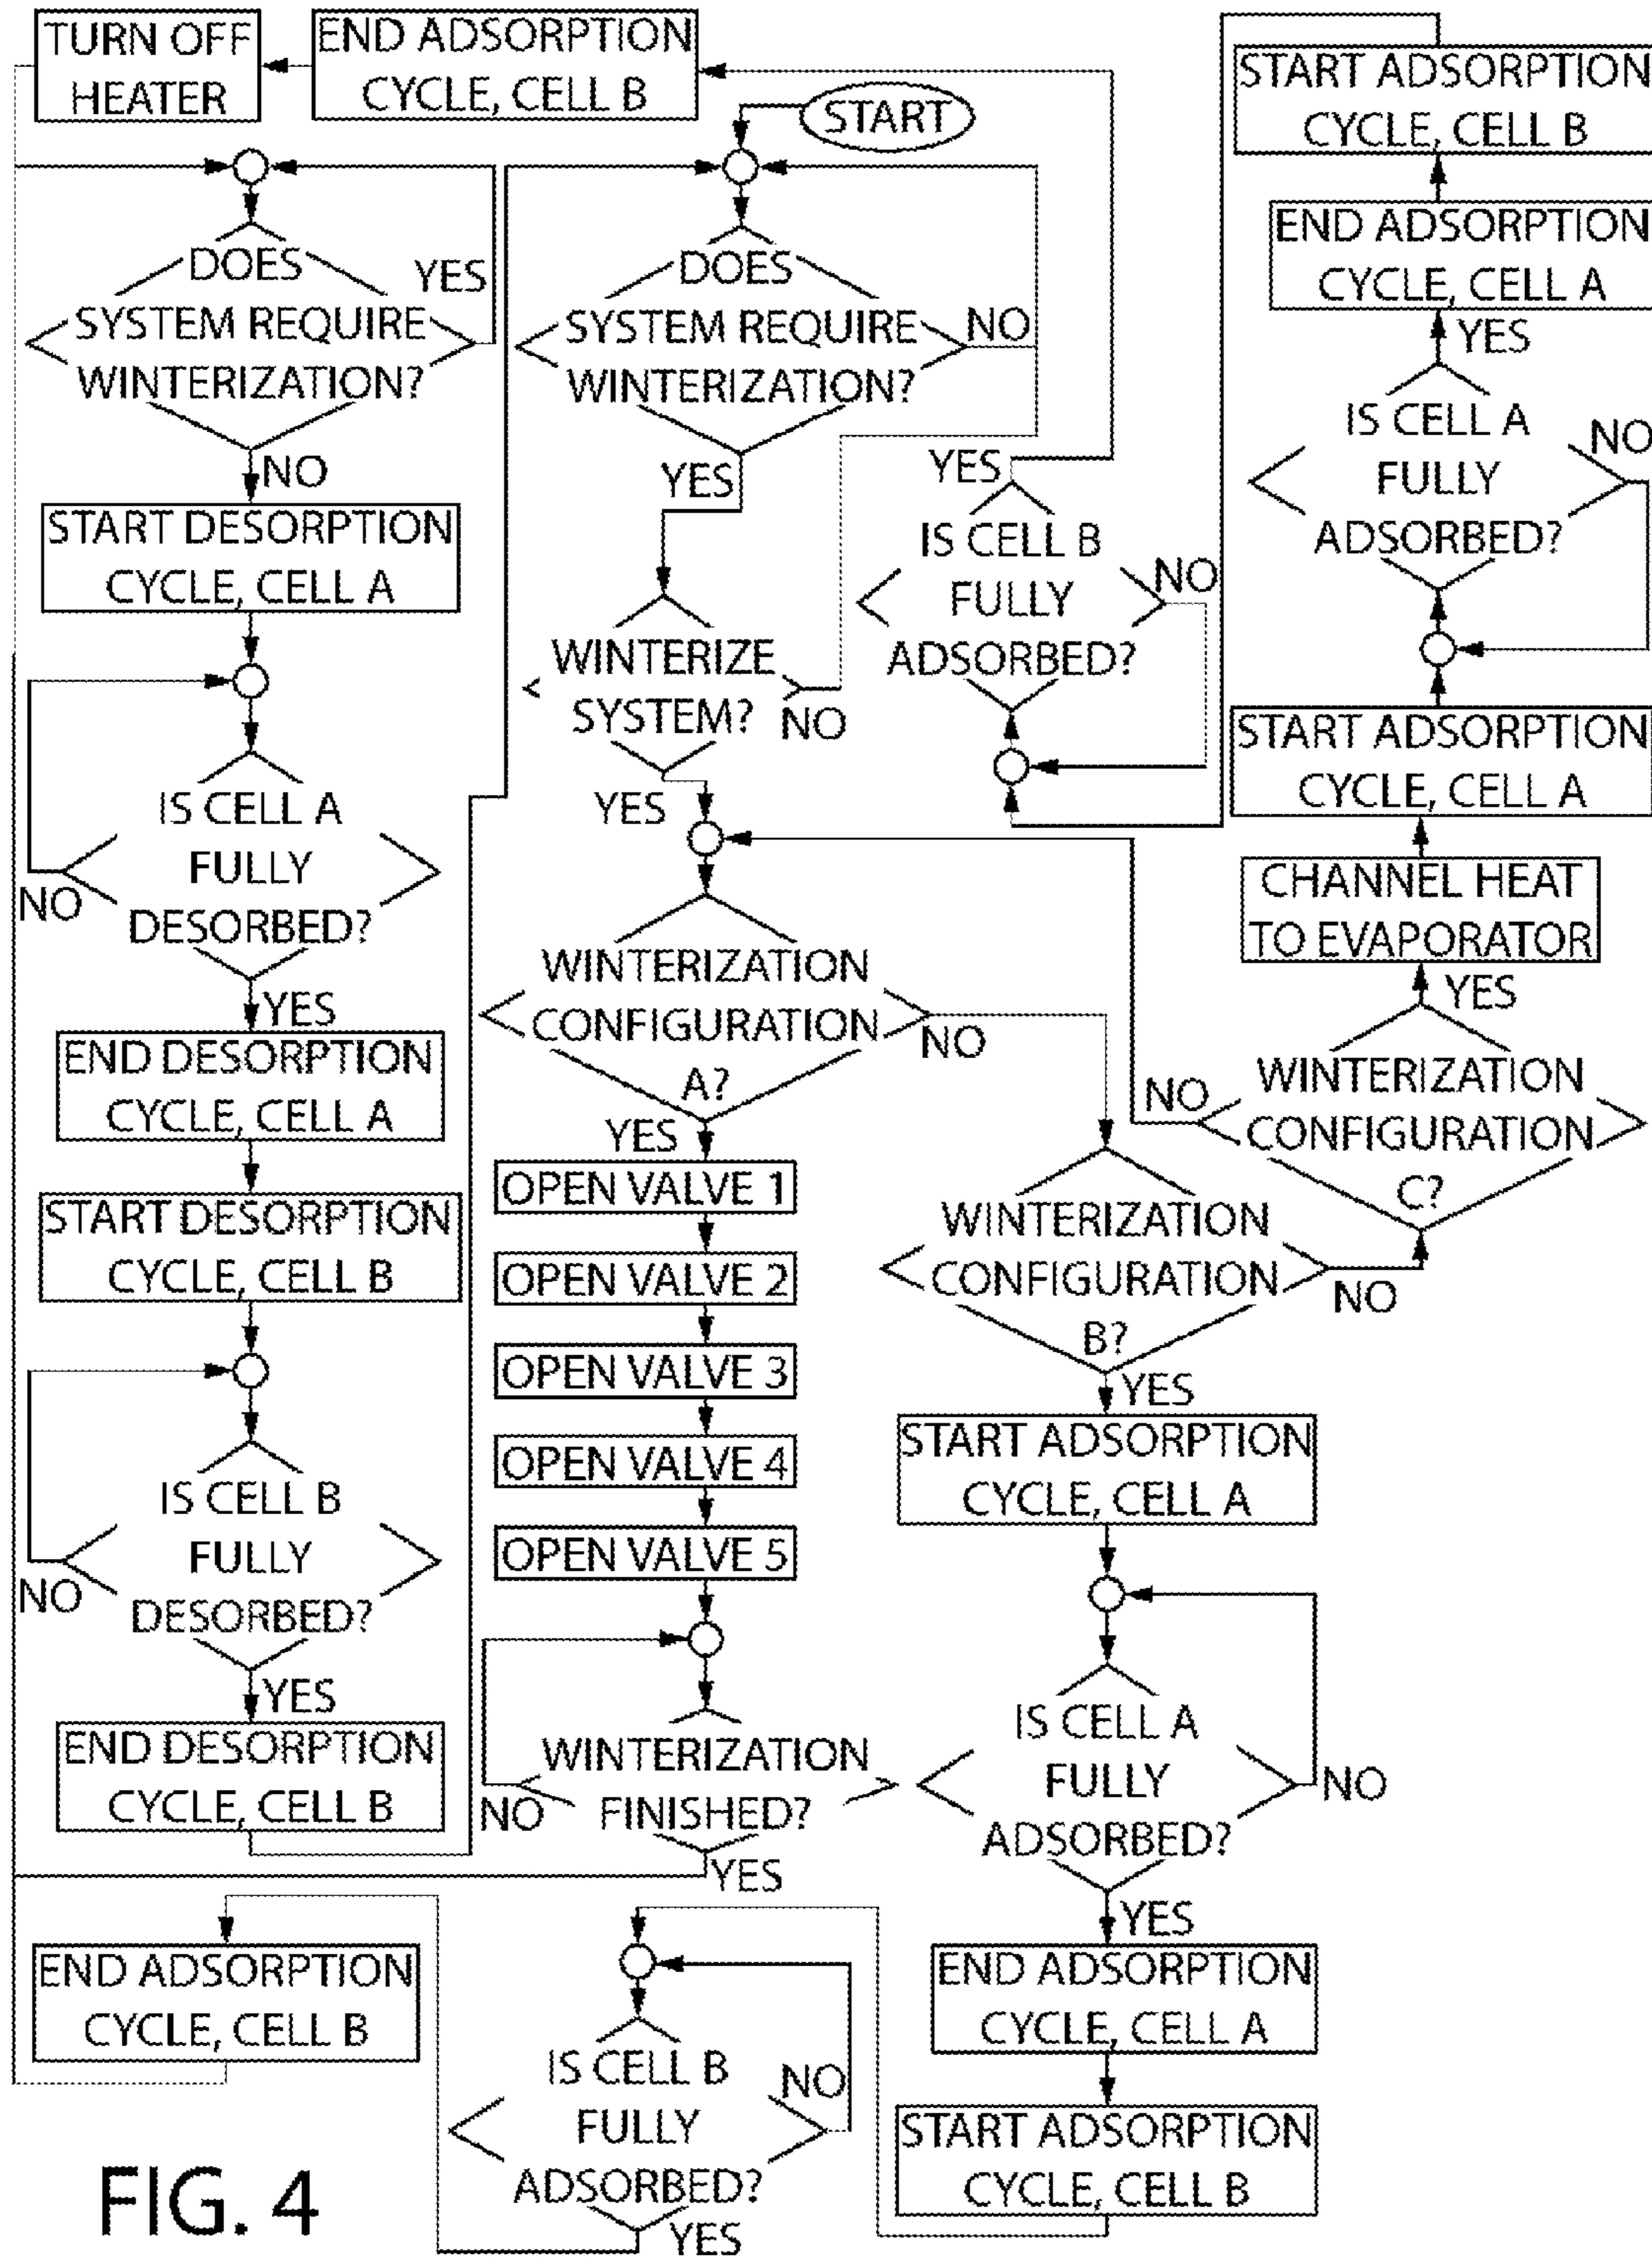 TURN OFF
HEATER
END ADSORPTION
CYCLE, CELL B
START
DOES
SYSTEM REQUIRE
WINTERIZATION?
YES
NO
START DESORPTION
CYCLE, CELL A
IS CELL A
FULLY
DESORBED?
NO
YES
END DESORPTION
CYCLE, CELL A
START DESORPTION
CYCLE, CELL B
IS CELL B
FULLY
DESORBED?
NO
YES
END DESORPTION
CYCLE, CELL B
DOES
SYSTEM REQUIRE
WINTERIZATION?
NO
YES
WINTERIZE
SYSTEM?
NO
YES
WINTERIZATION
CONFIGURATION
A?
NO
YES
OPEN VALVE 1
OPEN VALVE 2
OPEN VALVE 3
OPEN VALVE 4
OPEN VALVE 5
WINTERIZATION
FINISHED?
NO
YES
WINTERIZATION
CONFIGURATION
B?
NO
YES
START ADSORPTION
CYCLE, CELL A
IS CELL A
FULLY
ADSORBED?
NO
YES
END ADSORPTION
CYCLE, CELL A
START ADSORPTION
CYCLE, CELL B
IS CELL B
FULLY
ADSORBED?
NO
YES
END ADSORPTION
CYCLE, CELL B
WINTERIZATION
CONFIGURATION
C?
NO
YES
CHANNEL HEAT
TO EVAPORATOR
START ADSORPTION
CYCLE, CELL A
IS CELL A
FULLY
ADSORBED?
NO
YES
END ADSORPTION
CYCLE, CELL A
START ADSORPTION
CYCLE, CELL B
IS CELL B
FULLY
ADSORBED?
NO
YES
FIG. 4